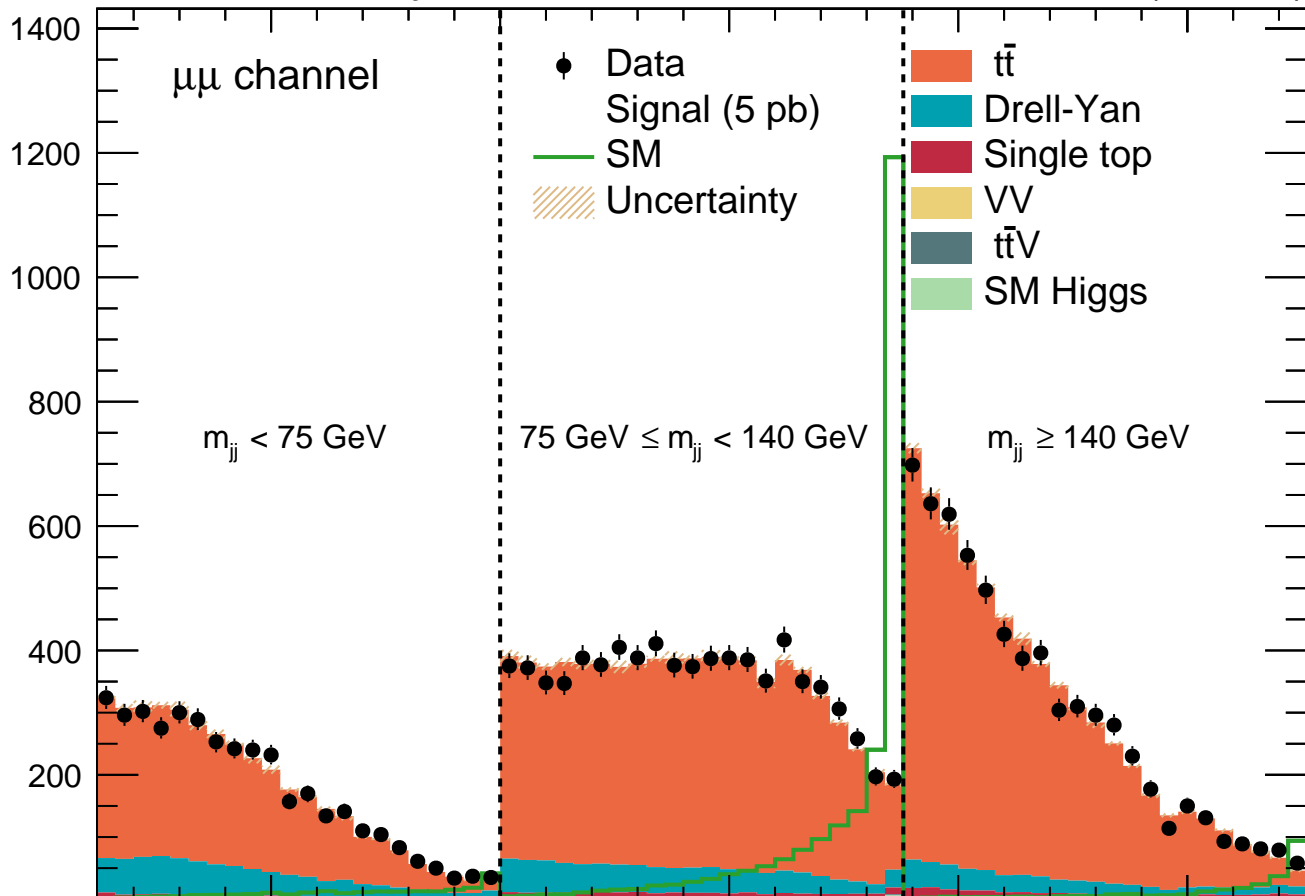 1400
1200
1000
800
600
400
200
μμ channel
Data
Signal (5 pb)
SM
Uncertainty
tt̄
Drell-Yan
Single top
VV
tt̄V
SM Higgs
m_jj < 75 GeV
75 GeV ≤ m_jj < 140 GeV
m_jj ≥ 140 GeV